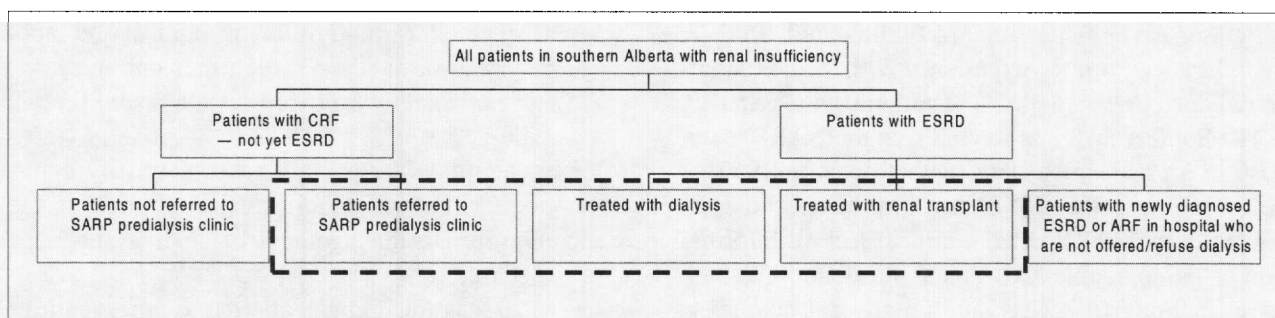 All patients in southern Alberta with renal insufficiency
Patients with CRF
— not yet ESRD
Patients with ESRD
Patients not referred to
SARP predialysis clinic
Patients referred to
SARP predialysis clinic
Treated with dialysis
Treated with renal transplant
Patients with newly diagnosed
ESRD or ARF in hospital who
are not offered/refuse dialysis